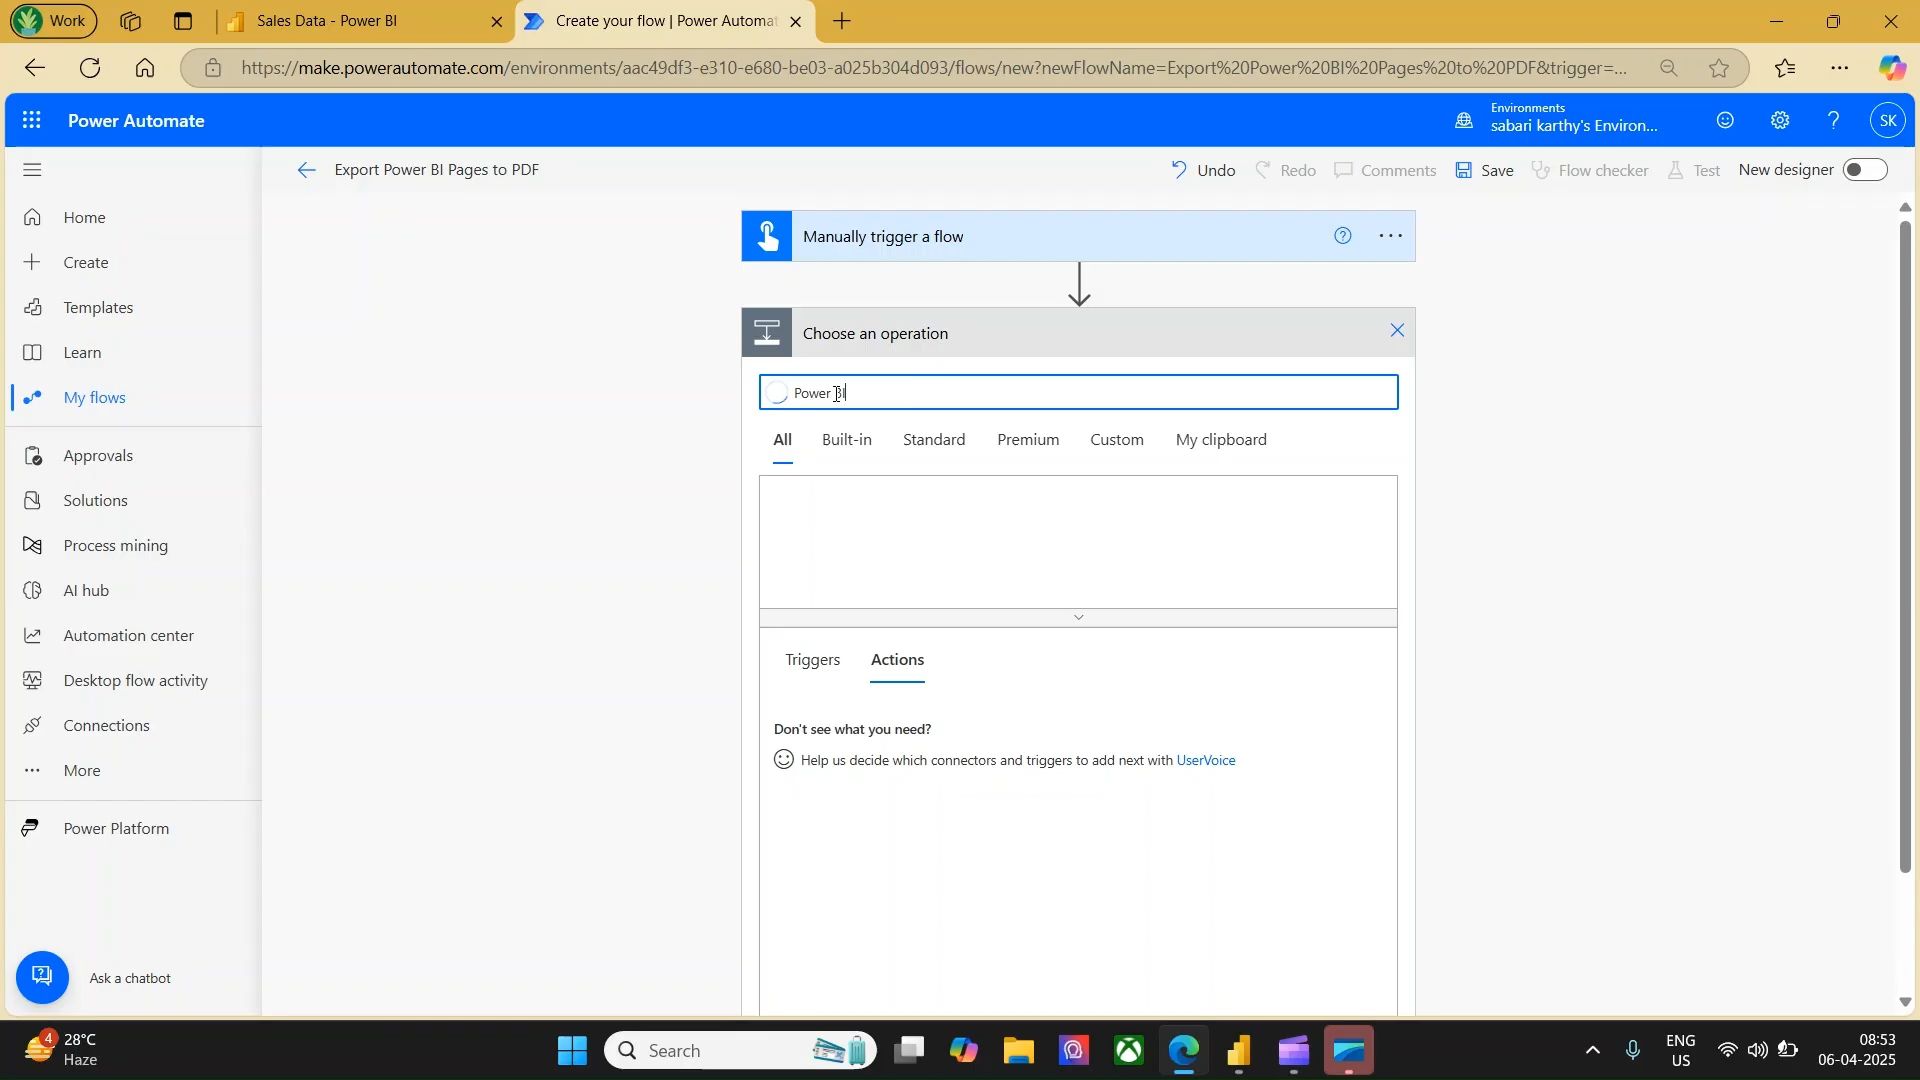 Work
Sales Data - Power BI
Create your flow | Power Automat
https://make.powerautomate.com/environments/aac49df3-e310-e680-be03-a025b304d093/flows/new?newFlowName=Export%20Power%20BI%20Pages%20to%20PDF&trigger=...
Power Automate
Environments
sabari karthy's Environ...
SK
Export Power BI Pages to PDF
Undo
Redo
Comments
Save
Flow checker
Test
New designer
Home
Create
Templates
Learn
My flows
Approvals
Solutions
Process mining
AI hub
Automation center
Desktop flow activity
Connections
More
Power Platform
Ask a chatbot
Manually trigger a flow
Choose an operation
Power BI
All
Built-in
Standard
Premium
Custom
My clipboard
Triggers
Actions
Don't see what you need?
Help us decide which connectors and triggers to add next with UserVoice
4
28°C
Haze
Search
ENG
US
08:53
06-04-2025